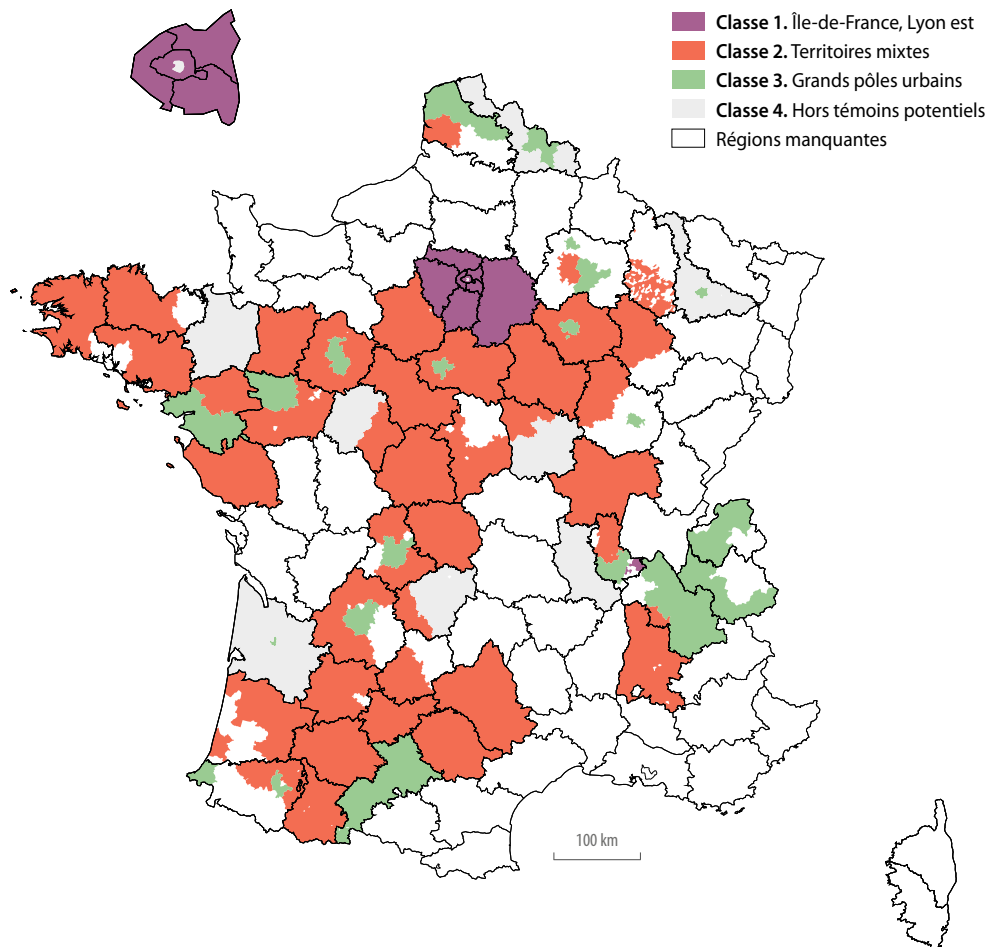 Classe 1. Île-de-France, Lyon est
Classe 2. Territoires mixtes
Classe 3. Grands pôles urbains
Classe 4. Hors témoins potentiels
Régions manquantes
100 km